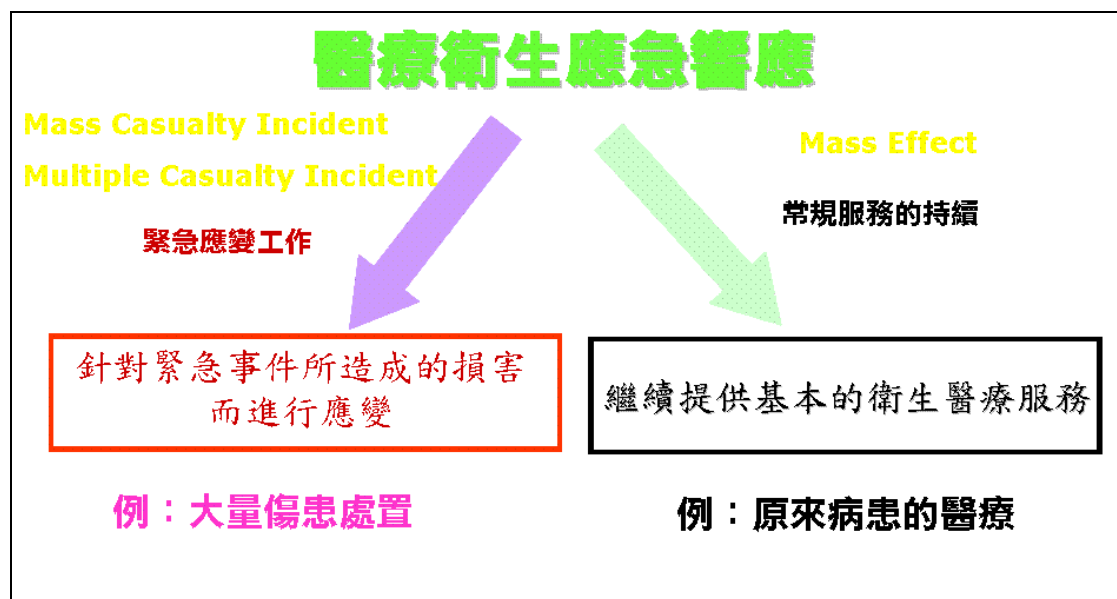 醫療衛生應急響應
Mass Casualty Incident
Multiple Casualty Incident
緊急應變工作
針對緊急事件所造成的損害
而進行應變
例：大量傷患處置
Mass Effect
常規服務的持續
繼續提供基本的衛生醫療服務
例：原來病患的醫療